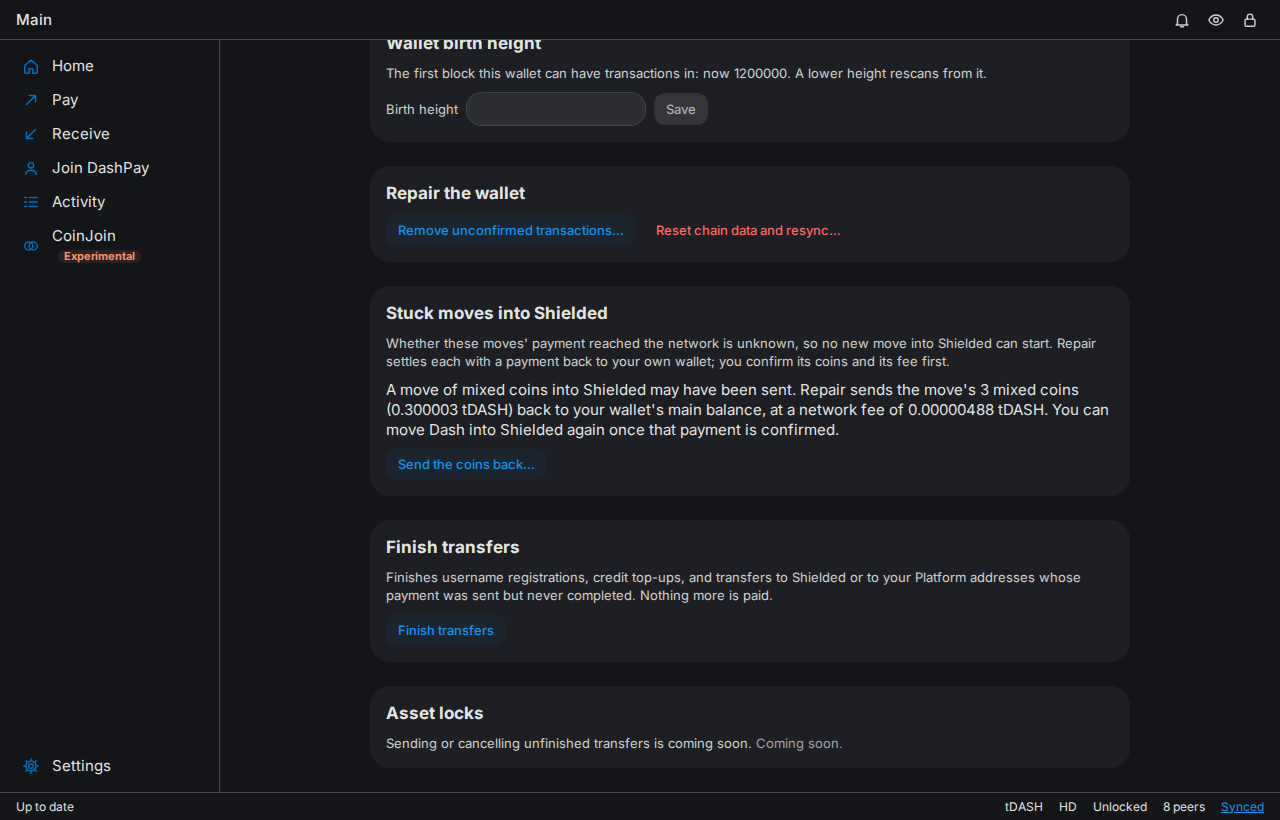 Main
Home
Pay
Receive
Join DashPay
Activity
CoinJoin
Experimental
Settings
Wallet birth height
The first block this wallet can have transactions in: now 1200000. A lower height rescans from it.
Birth height
Save
Repair the wallet
Remove unconfirmed transactions...
Reset chain data and resync...
Stuck moves into Shielded
Whether these moves' payment reached the network is unknown, so no new move into Shielded can start. Repair
settles each with a payment back to your own wallet; you confirm its coins and its fee first.
A move of mixed coins into Shielded may have been sent. Repair sends the move's 3 mixed coins
(0.300003 tDASH) back to your wallet's main balance, at a network fee of 0.00000488 tDASH. You can
move Dash into Shielded again once that payment is confirmed.
Send the coins back...
Finish transfers
Finishes username registrations, credit top-ups, and transfers to Shielded or to your Platform addresses whose
payment was sent but never completed. Nothing more is paid.
Finish transfers
Asset locks
Sending or cancelling unfinished transfers is coming soon. Coming soon.
Up to date
tDASH HD Unlocked 8 peers Synced